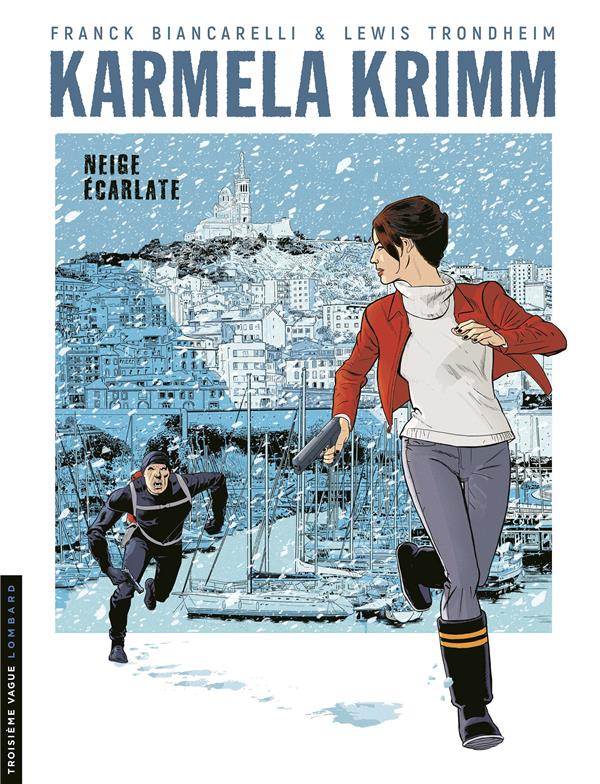 FRANCK BIANCARELLI & LEWIS TRONDHEIM
KARMELA KRIMM
NEIGE
ÉCARLATE
TROISIÈME VAGUE LOMBARD